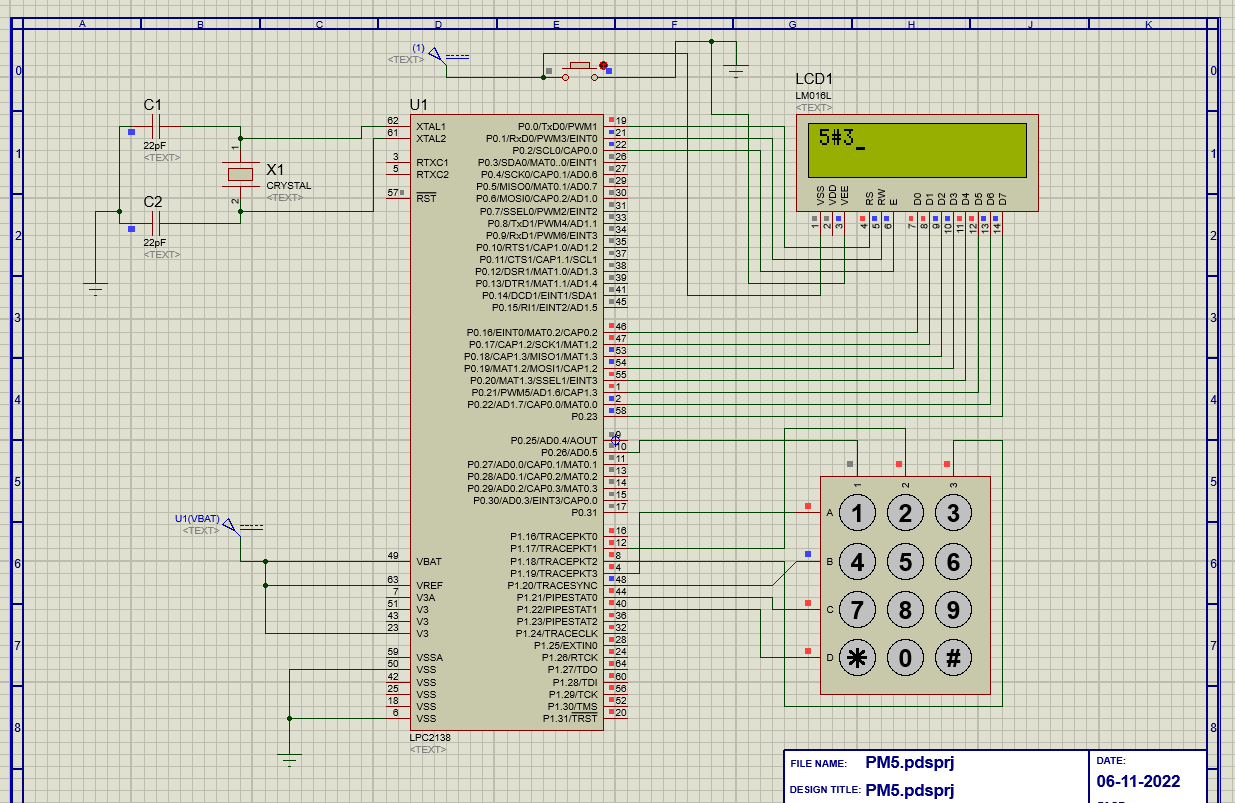 A B C D E F G H J K
0 0
1 1
2 2
3 3
4 4
5 5
6 6
7 7
8 8
(1)
<TEXT>
C1
22pF
<TEXT>
C2
22pF
<TEXT>
1
X1
CRYSTAL
<TEXT>
2
U1
62 XTAL1
61 XTAL2
3 RTXC1
5 RTXC2
57 RST
49 VBAT
63 VREF
7 V3A
51 V3
43 V3
23 V3
59 VSSA
50 VSS
42 VSS
25 VSS
18 VSS
6 VSS
P0.0/TxD0/PWM1 19
P0.1/RxD0/PWM3/EINT0 21
P0.2/SCL0/CAP0.0 22
P0.3/SDA0/MAT0..0/EINT1 26
P0.4/SCK0/CAP0.1/AD0.6 27
P0.5/MISO0/MAT0.1/AD0.7 29
P0.6/MOSI0/CAP0.2/AD1.0 30
P0.7/SSEL0/PWM2/EINT2 31
P0.8/TxD1/PWM4/AD1.1 33
P0.9/RxD1/PWM6/EINT3 34
P0.10/RTS1/CAP1.0/AD1.2 35
P0.11/CTS1/CAP1.1/SCL1 37
P0.12/DSR1/MAT1.0/AD1.3 38
P0.13/DTR1/MAT1.1/AD1.4 39
P0.14/DCD1/EINT1/SDA1 41
P0.15/RI1/EINT2/AD1.5 45
P0.16/EINT0/MAT0.2/CAP0.2 46
P0.17/CAP1.2/SCK1/MAT1.2 47
P0.18/CAP1.3/MISO1/MAT1.3 53
P0.19/MAT1.2/MOSI1/CAP1.2 54
P0.20/MAT1.3/SSEL1/EINT3 55
P0.21/PWM5/AD1.6/CAP1.3 1
P0.22/AD1.7/CAP0.0/MAT0.0 2
P0.23 58
P0.25/AD0.4/AOUT 9
P0.26/AD0.5 10
P0.27/AD0.0/CAP0.1/MAT0.1 11
P0.28/AD0.1/CAP0.2/MAT0.2 13
P0.29/AD0.2/CAP0.3/MAT0.3 14
P0.30/AD0.3/EINT3/CAP0.0 15
P0.31 17
P1.16/TRACEPKT0 16
P1.17/TRACEPKT1 12
P1.18/TRACEPKT2 8
P1.19/TRACEPKT3 4
P1.20/TRACESYNC 48
P1.21/PIPESTAT0 44
P1.22/PIPESTAT1 40
P1.23/PIPESTAT2 36
P1.24/TRACECLK 32
P1.25/EXTIN0 28
P1.26/RTCK 24
P1.27/TDO 64
P1.28/TDI 60
P1.29/TCK 56
P1.30/TMS 52
P1.31/TRST 20
LPC2138
<TEXT>
U1(VBAT)
<TEXT>
LCD1
LM016L
<TEXT>
5#3_
VSS VDD VEE RS RW E D0 D1 D2 D3 D4 D5 D6 D7
1 2 3 4 5 6 7 8 9 10 11 12 13 14
1 2 3
A 1 2 3
B 4 5 6
C 7 8 9
D * 0 #
FILE NAME: PM5.pdsprj
DESIGN TITLE: PM5.pdsprj
DATE:
06-11-2022